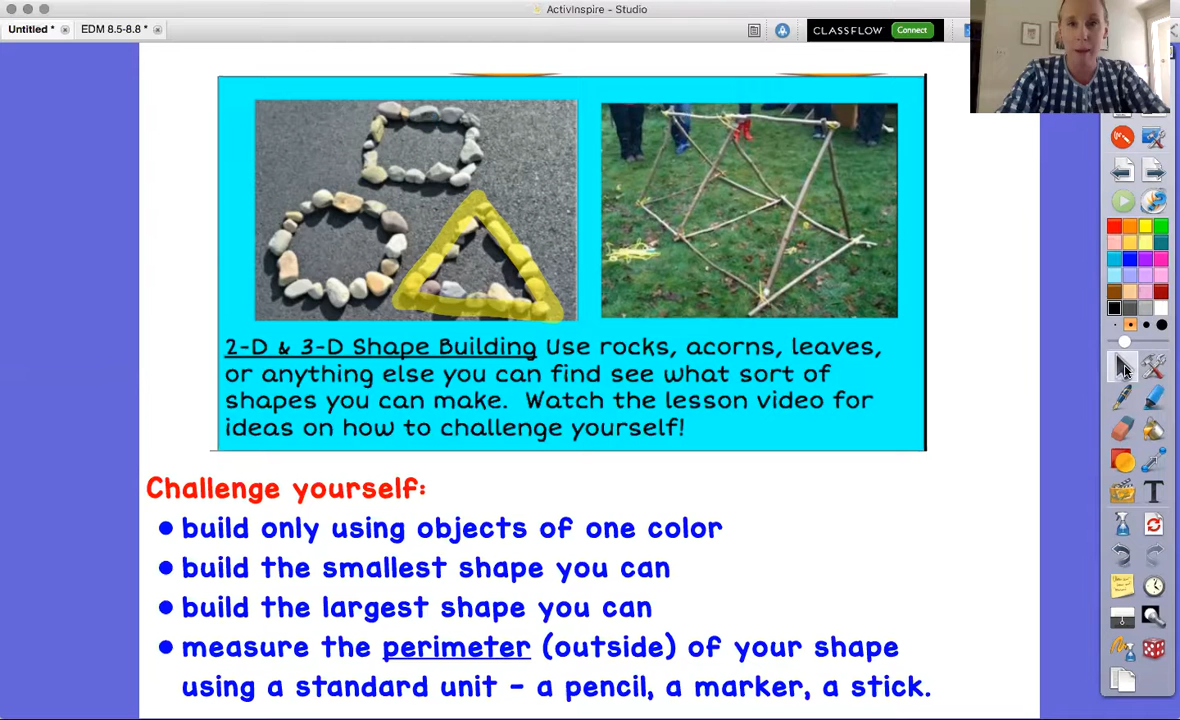 ActivInspire - Studio
Untitled *
EDM 8.5-8.8 *
CLASSFLOW Connect
2-D & 3-D Shape Building Use rocks, acorns, leaves,
or anything else you can find see what sort of
shapes you can make. Watch the lesson video for
ideas on how to challenge yourself!
Challenge yourself:
• build only using objects of one color
• build the smallest shape you can
• build the largest shape you can
• measure the perimeter (outside) of your shape
using a standard unit - a pencil, a marker, a stick.
T